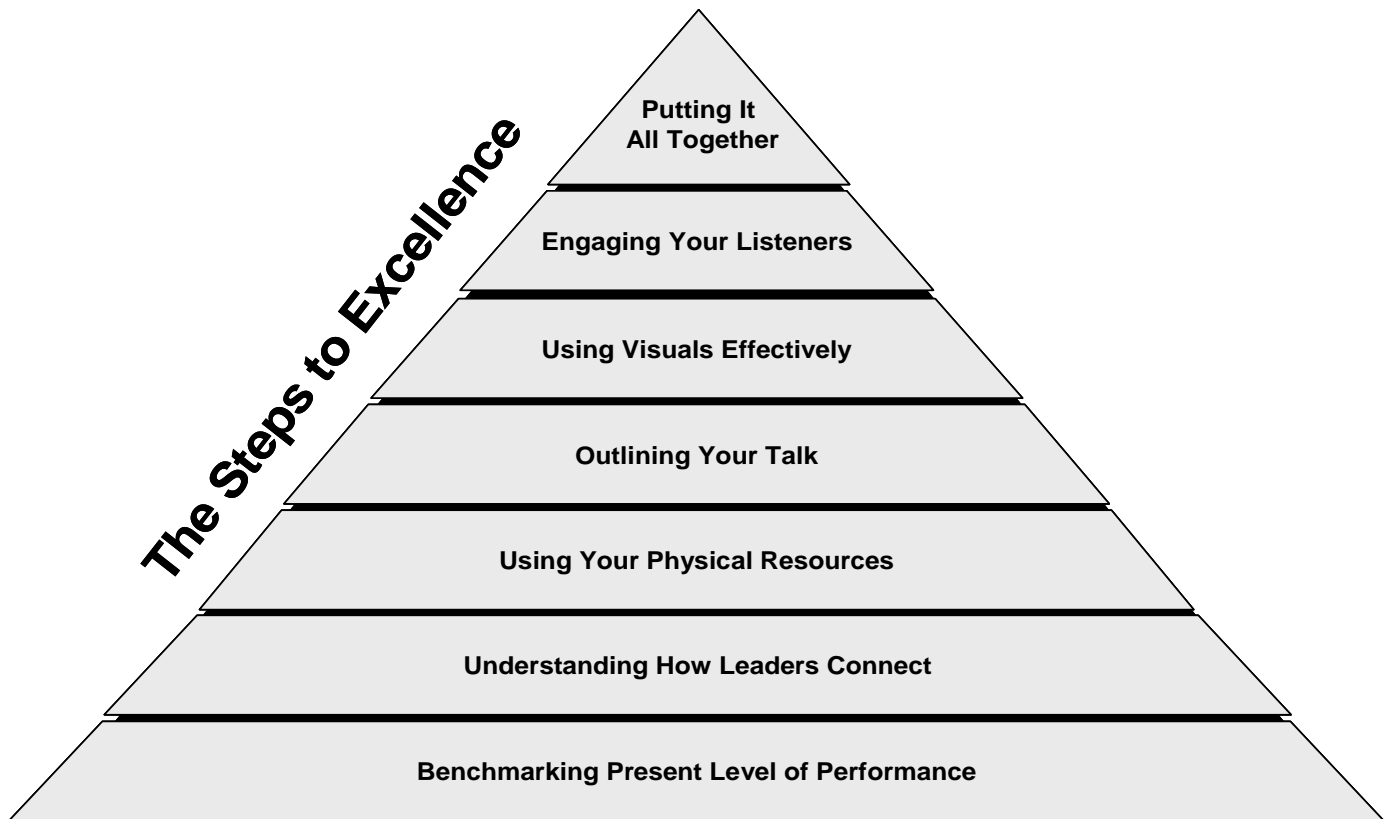 The Steps to Excellence
Putting It
All Together
Engaging Your Listeners
Using Visuals Effectively
Outlining Your Talk
Using Your Physical Resources
Understanding How Leaders Connect
Benchmarking Present Level of Performance